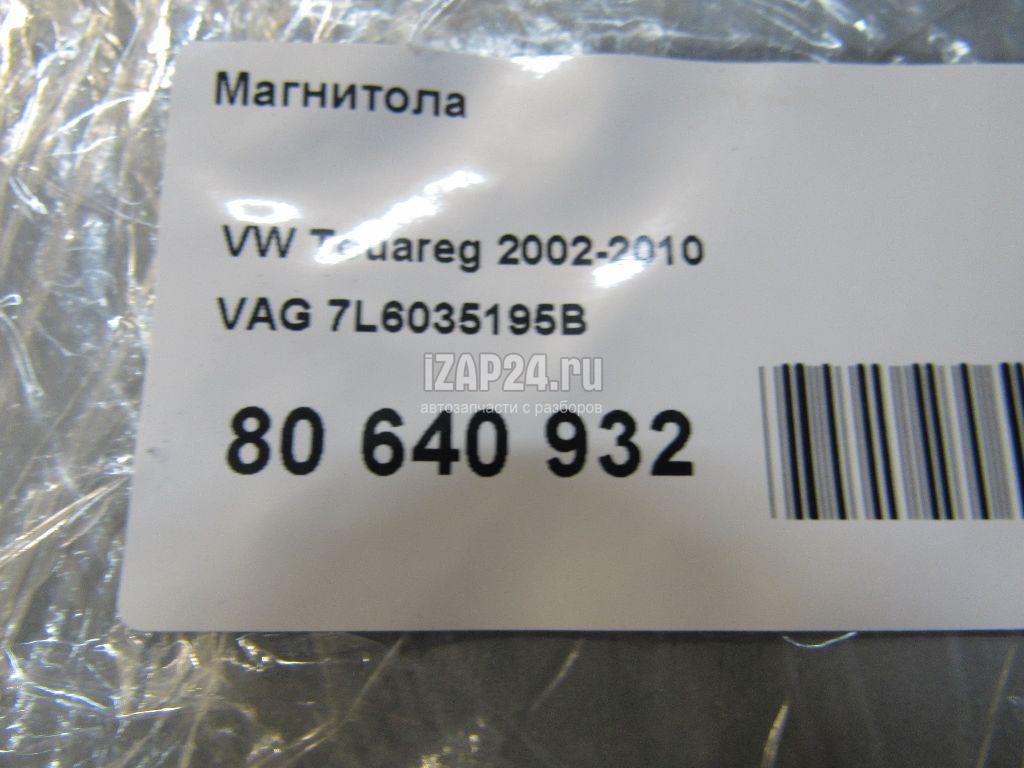 Магнитола
VW Touareg 2002-2010
VAG 7L6035195B
iZAP24.ru
автозапчасти с разборов
80 640 932